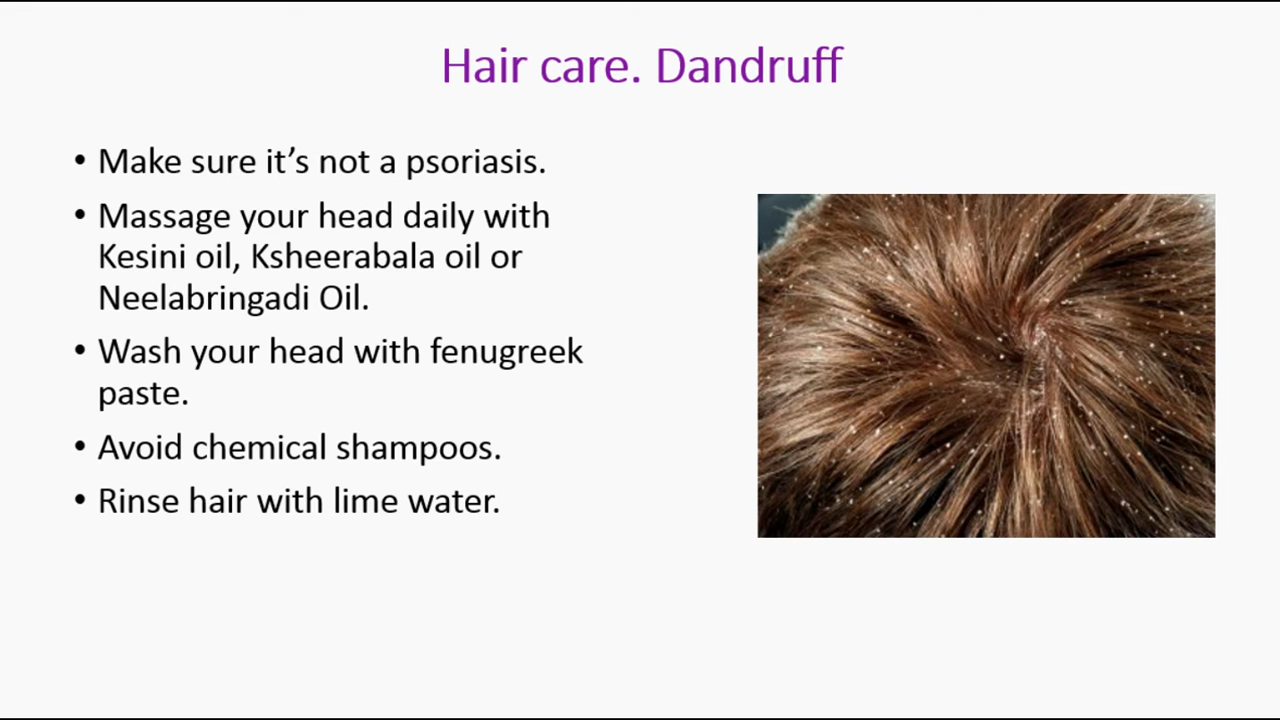 Hair care. Dandruff
• Make sure it’s not a psoriasis.
• Massage your head daily with
Kesini oil, Ksheerabala oil or
Neelabringadi Oil.
• Wash your head with fenugreek
paste.
• Avoid chemical shampoos.
• Rinse hair with lime water.